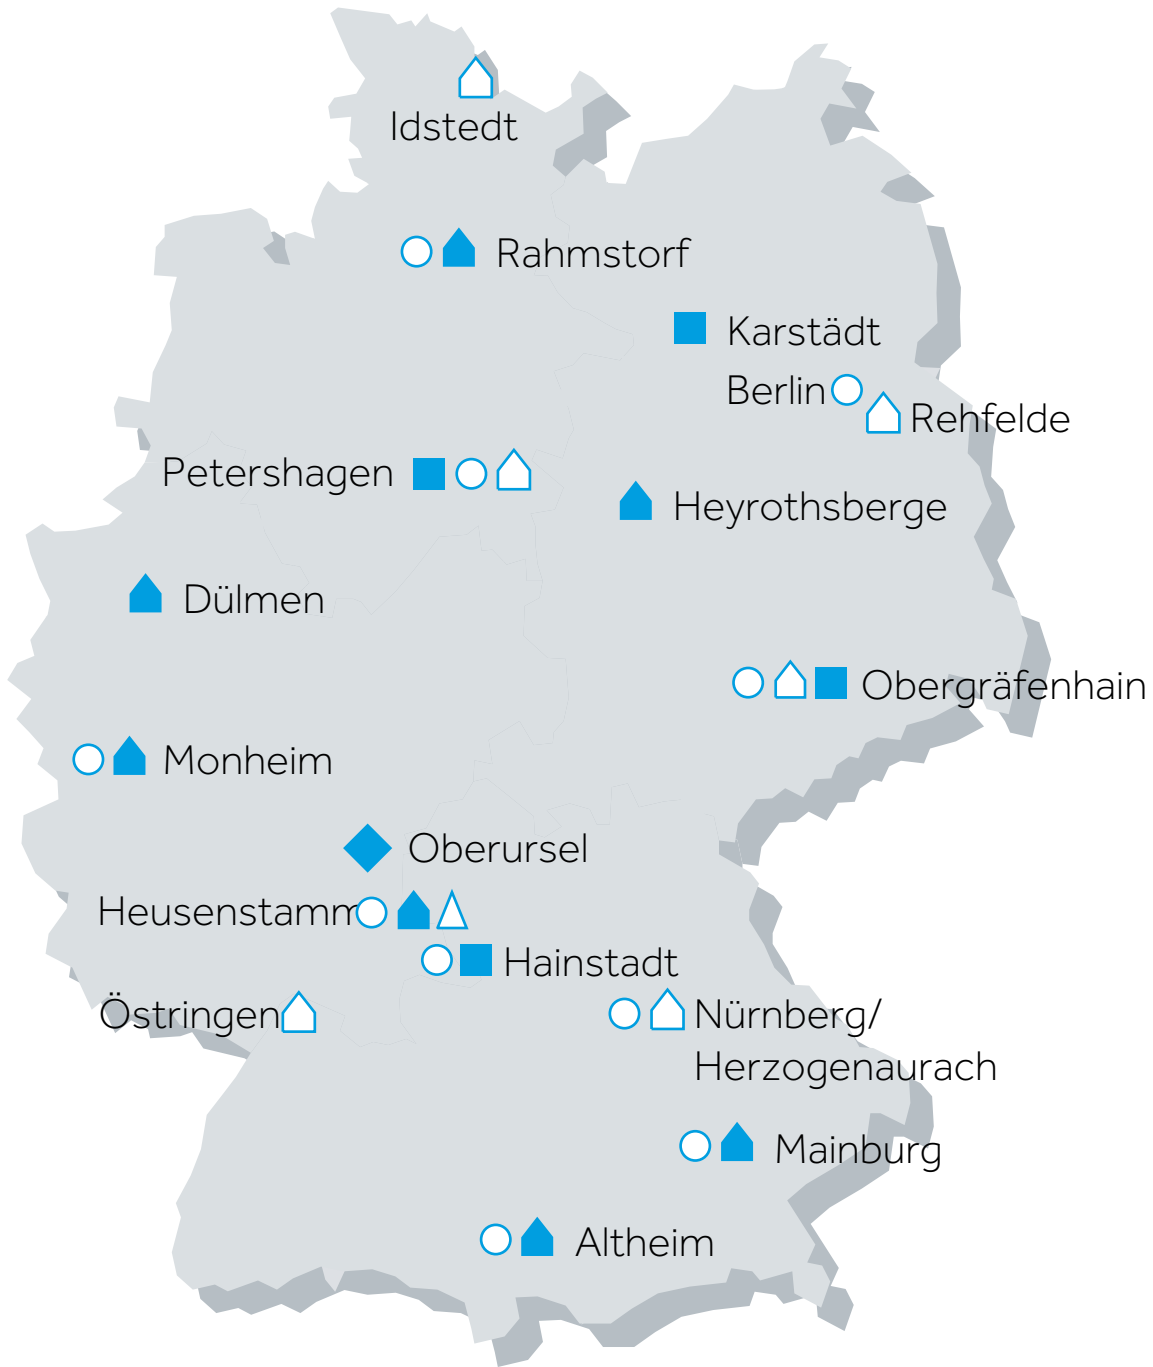 Idstedt
Rahmstorf
Karstädt
Berlin
Rehfelde
Petershagen
Heyrothsberge
Dülmen
Obergräfenhain
Monheim
Oberursel
Heusenstamm
Hainstadt
Östringen
Nürnberg/
Herzogenaurach
Mainburg
Altheim